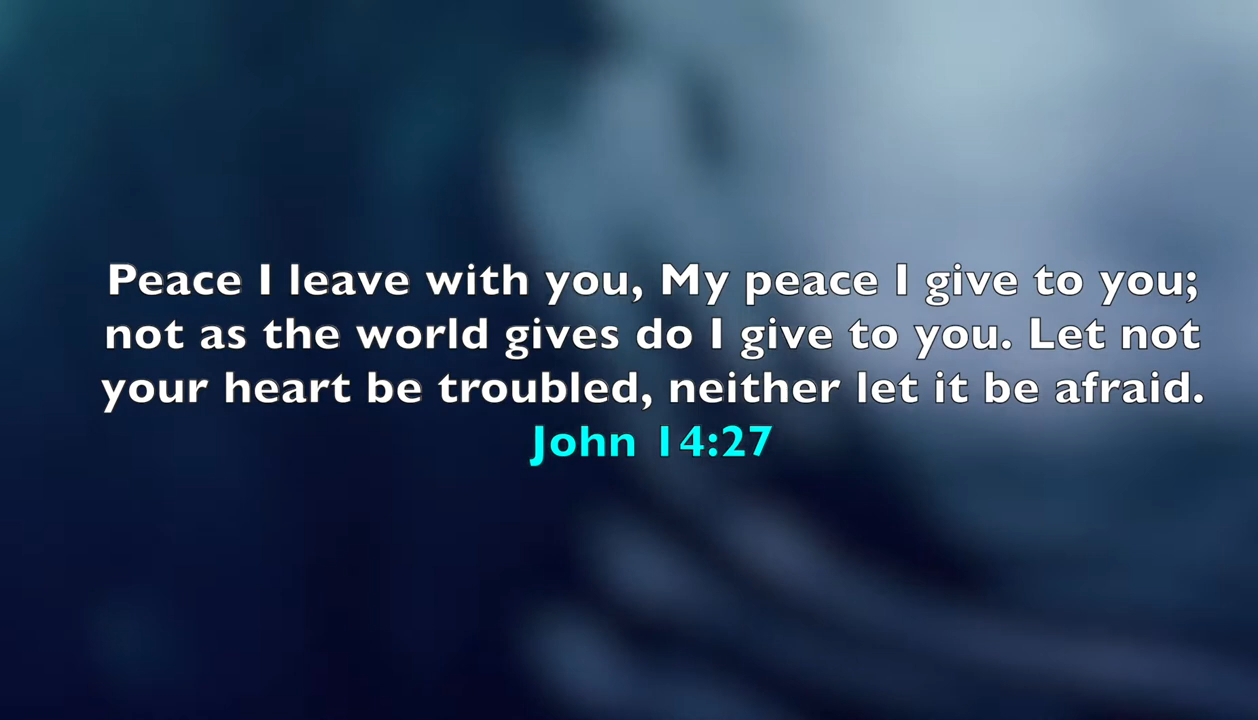 Peace I leave with you, My peace I give to you;
not as the world gives do I give to you. Let not
your heart be troubled, neither let it be afraid.
John 14:27